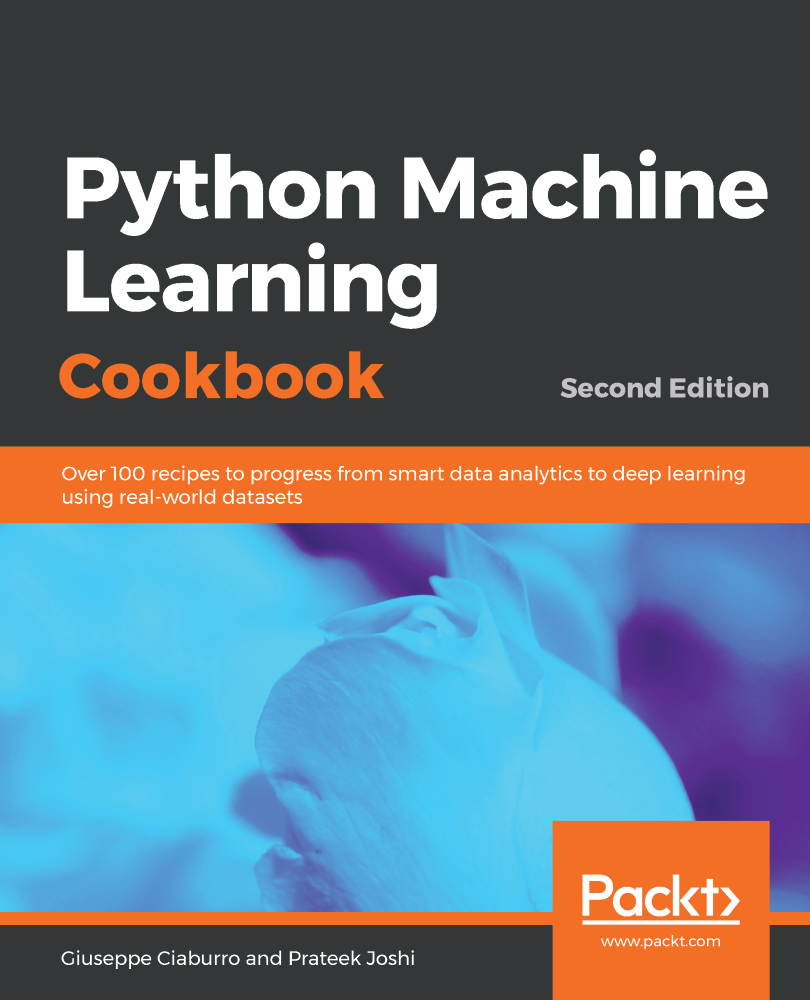 Python Machine
Learning
Cookbook
Second Edition
Over 100 recipes to progress from smart data analytics to deep learning
using real-world datasets
Packt>
www.packt.com
Giuseppe Ciaburro and Prateek Joshi